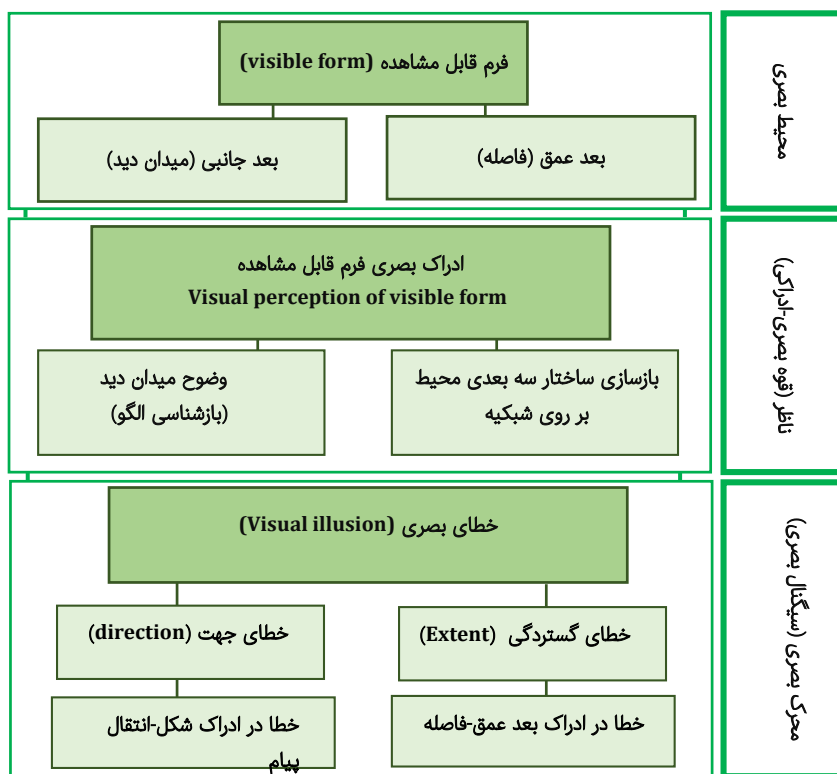 محیط بصری
فرم قابل مشاهده (visible form)
بعد عمق (فاصله)
بعد جانبی (میدان دید)
ناظر (قوه بصری-ادراکی)
ادراک بصری فرم قابل مشاهده
Visual perception of visible form
بازسازی ساختار سه بعدی محیط
بر روی شبکیه
وضوح میدان دید
(بازشناسی الگو)
محرک بصری (سیگنال بصری)
خطای بصری (Visual illusion)
خطای گستردگی (Extent)
خطای جهت (direction)
خطا در ادراک بعد عمق-فاصله
خطا در ادراک شکل-انتقال
پیام